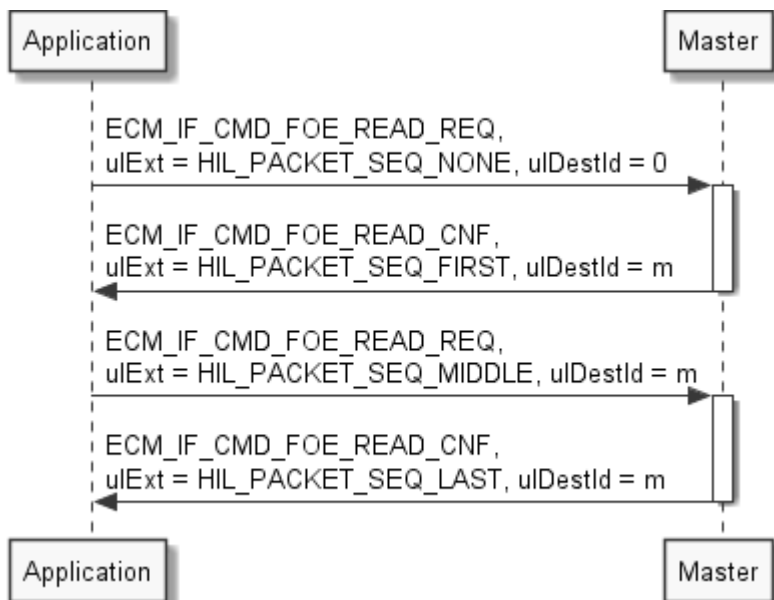 Application
Master
ECM_IF_CMD_FOE_READ_REQ,
ulExt = HIL_PACKET_SEQ_NONE, ulDestId = 0
ECM_IF_CMD_FOE_READ_CNF,
ulExt = HIL_PACKET_SEQ_FIRST, ulDestId = m
ECM_IF_CMD_FOE_READ_REQ,
ulExt = HIL_PACKET_SEQ_MIDDLE, ulDestId = m
ECM_IF_CMD_FOE_READ_CNF,
ulExt = HIL_PACKET_SEQ_LAST, ulDestId = m
Application
Master